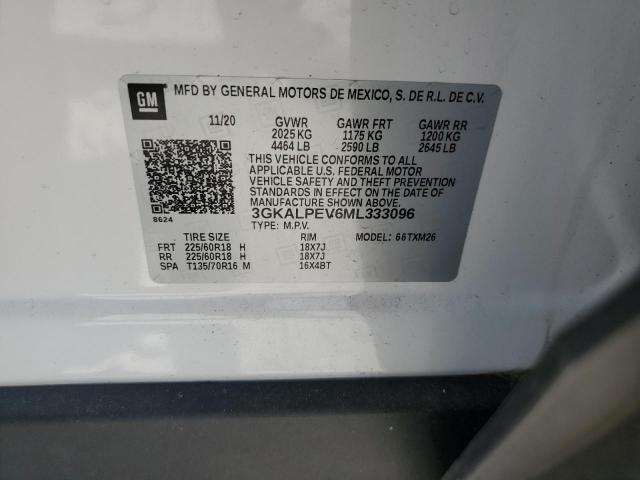 GM
MFD BY GENERAL MOTORS DE MEXICO, S. DE R.L. DE C.V.
11/20 GVWR GAWR FRT GAWR RR
2025 KG 1175 KG 1200 KG
4464 LB 2590 LB 2645 LB
THIS VEHICLE CONFORMS TO ALL
APPLICABLE U.S. FEDERAL MOTOR
VEHICLE SAFETY AND THEFT PREVENTION
STANDARDS IN EFFECT ON THE DATE OF
MANUFACTURE SHOWN ABOVE.
3GKALPEV6ML333096
8624
TYPE: M.P.V. MODEL: 66TXM26
TIRE SIZE RIM
FRT 225/60R18 H 18X7J
RR 225/60R18 H 18X7J
SPA T135/70R16 M 16X4BT